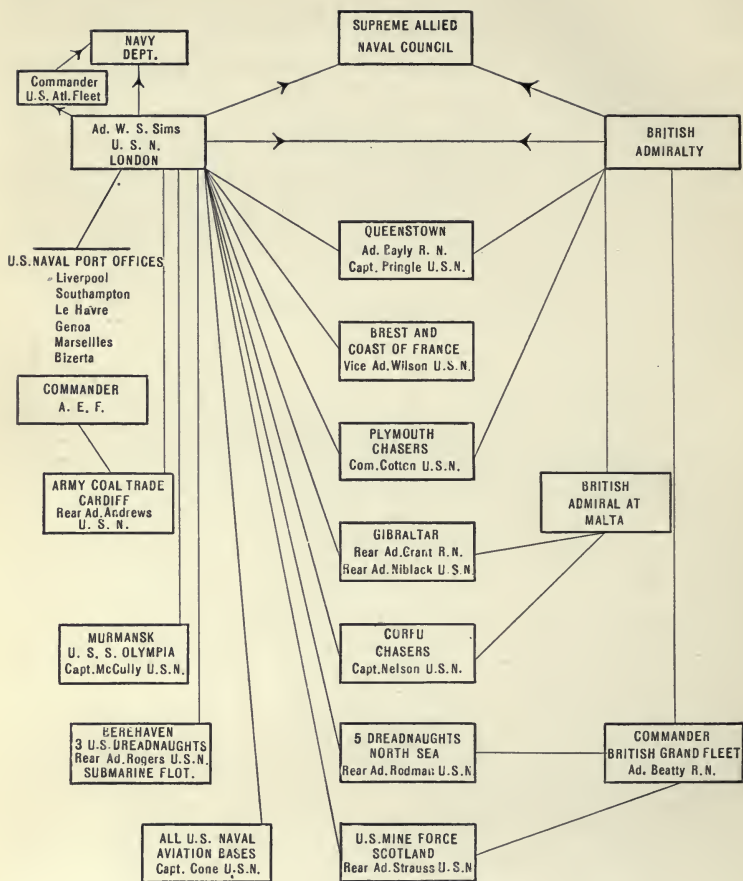 NAVY
DEPT.
SUPREME ALLIED
NAVAL COUNCIL
Commander
U.S. Atl. Fleet
Ad. W. S. Sims
U. S. N.
LONDON
BRITISH
ADMIRALTY
U.S. NAVAL PORT OFFICES
Liverpool
Southampton
Le Havre
Genoa
Marseilles
Bizerta
QUEENSTOWN
Ad. Bayly R. N.
Capt. Pringle U.S.N.
BREST AND
COAST OF FRANCE
Vice Ad. Wilson U.S.N.
COMMANDER
A. E. F.
PLYMOUTH
CHASERS
Com. Cotten U.S.N.
ARMY COAL TRADE
CARDIFF
Rear Ad. Andrews
U. S. N.
BRITISH
ADMIRAL AT
MALTA
GIBRALTAR
Rear Ad. Grant R.N.
Rear Ad. Niblack U.S.N.
MURMANSK
U. S. S. OLYMPIA
Capt. McCully U.S.N.
CORFU
CHASERS
Capt. Nelson U.S.N.
BEREHAVEN
3 U.S. DREADNAUGHTS
Rear Ad. Rogers U.S.N.
SUBMARINE FLOT.
5 DREADNAUGHTS
NORTH SEA
Rear Ad. Rodman U.S.N
COMMANDER
BRITISH GRAND FLEET
Ad. Beatty R.N.
ALL U.S. NAVAL
AVIATION BASES
Capt. Cone U.S.N.
U.S. MINE FORCE
SCOTLAND
Rear Ad. Strauss U.S.N